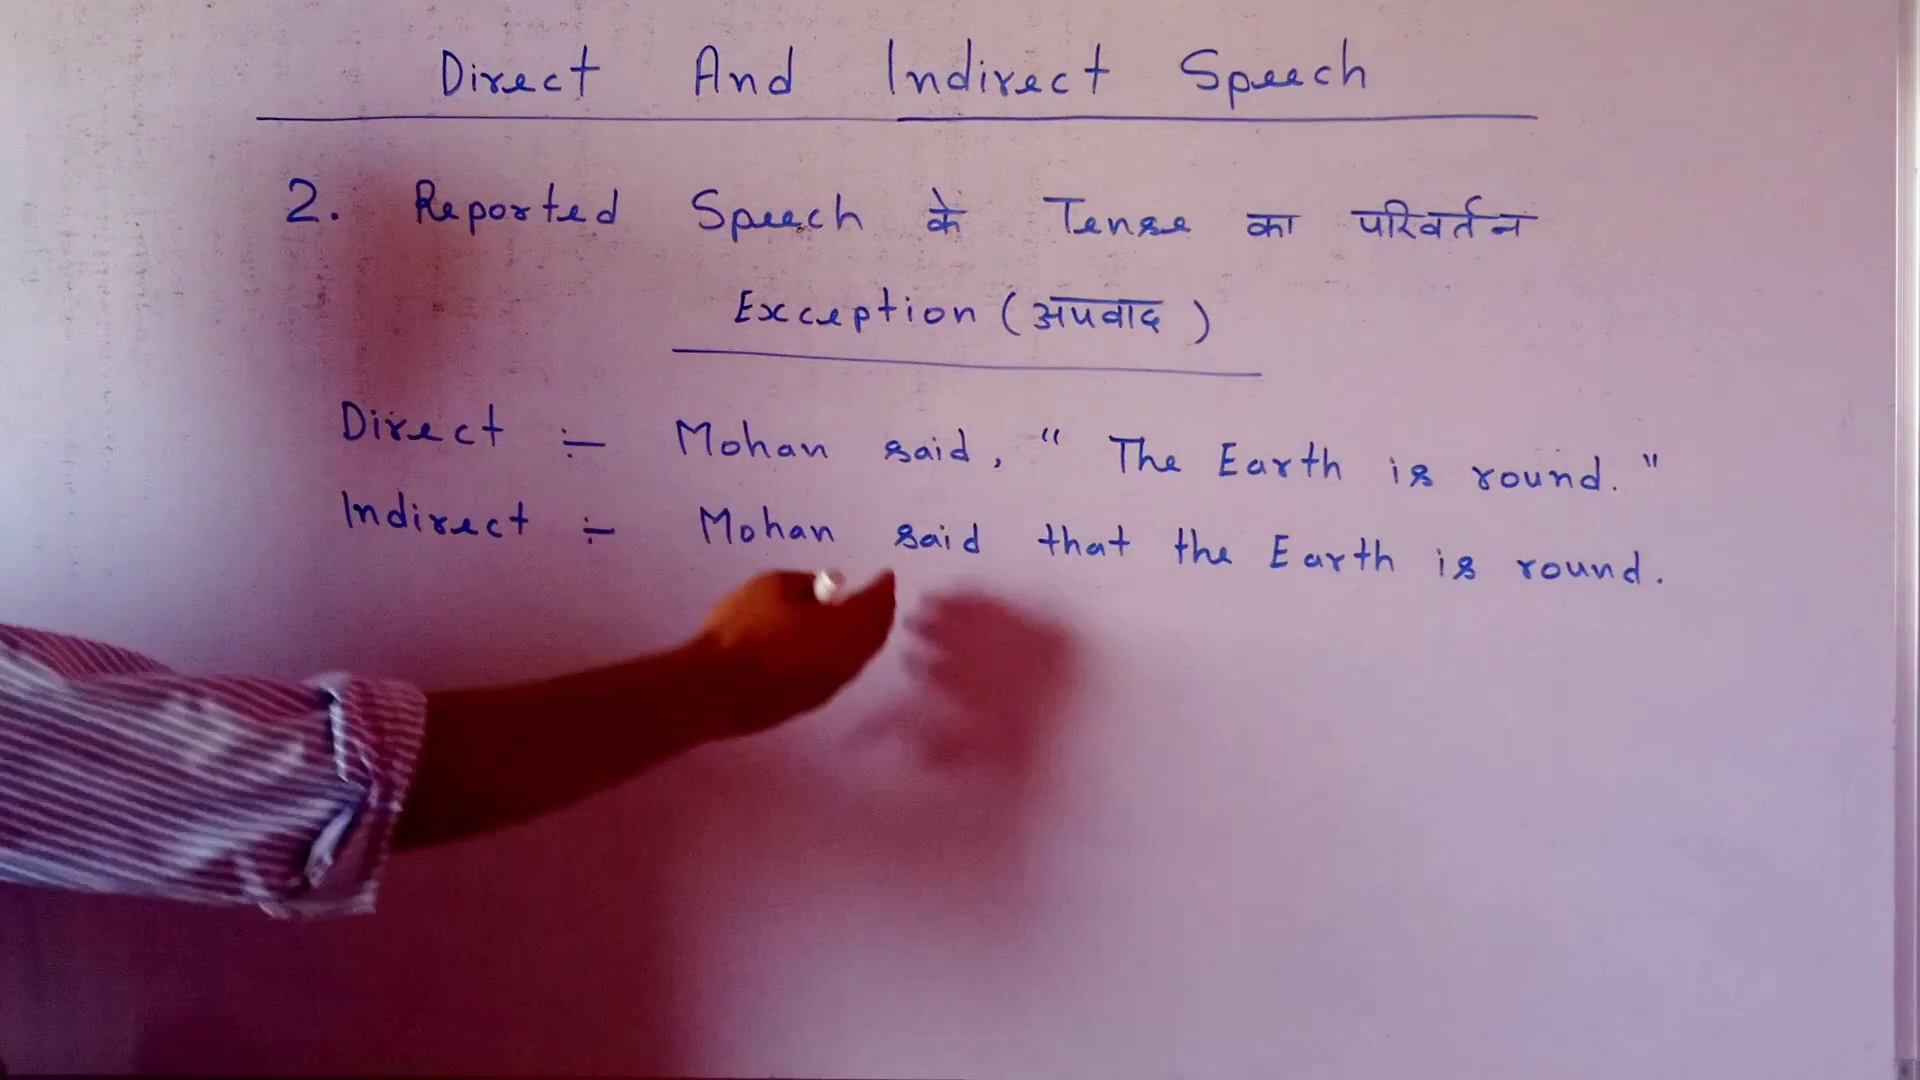 Direct And Indirect Speech
2. Reported Speech के Tense का परिवर्तन
Exception (अपवाद)
Direct :- Mohan said, " The Earth is round. "
Indirect :- Mohan said that the Earth is round.